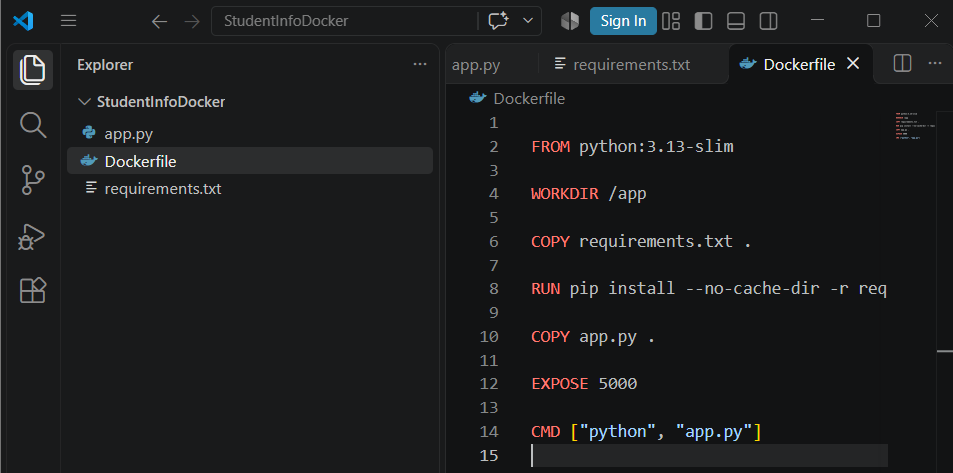 StudentInfoDocker
Sign In
Explorer
StudentInfoDocker
app.py
Dockerfile
requirements.txt
app.py
requirements.txt
Dockerfile
Dockerfile
1
2 FROM python:3.13-slim
3
4 WORKDIR /app
5
6 COPY requirements.txt .
7
8 RUN pip install --no-cache-dir -r req
9
10 COPY app.py .
11
12 EXPOSE 5000
13
14 CMD ["python", "app.py"]
15